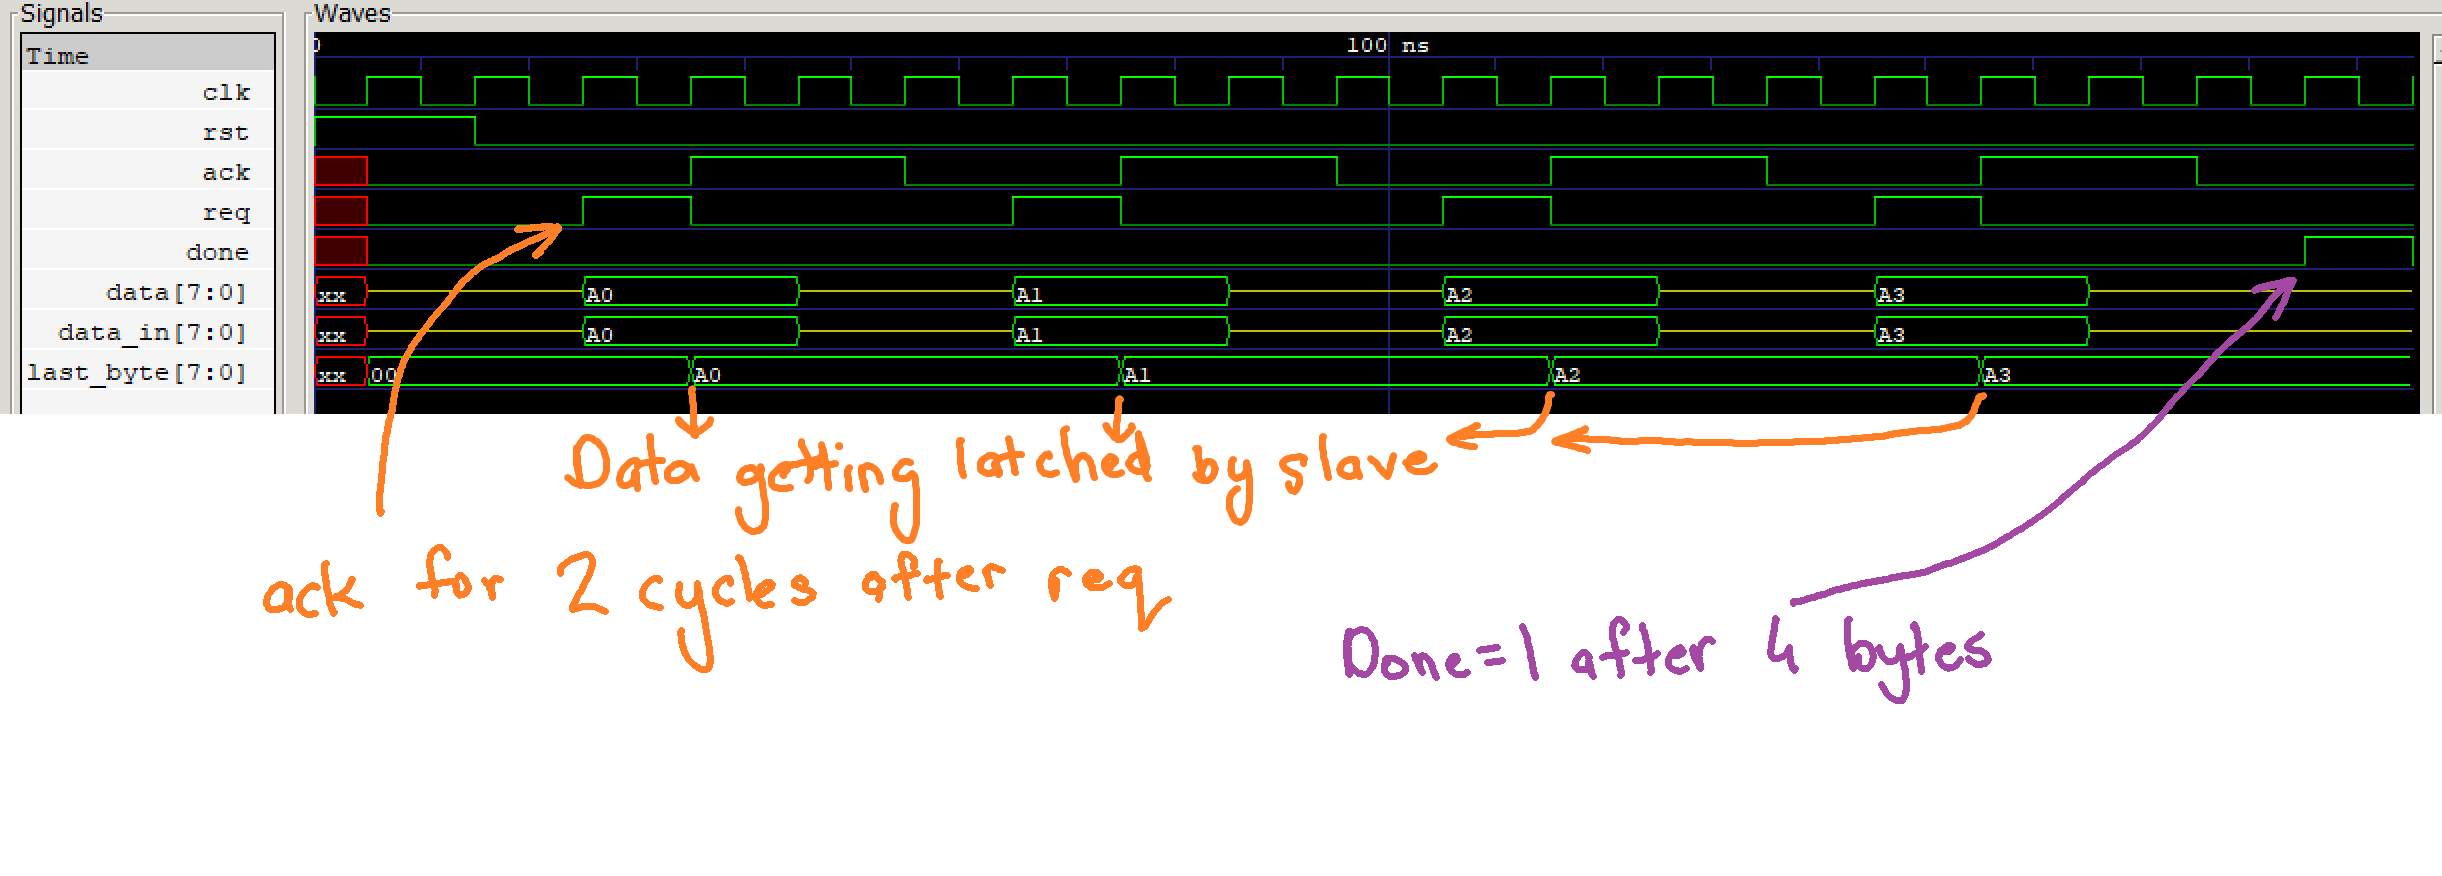 Signals
Waves
Time
0
100 ns
clk
rst
ack
req
done
data[7:0]
xx
A0
A1
A2
A3
data_in[7:0]
xx
A0
A1
A2
A3
last_byte[7:0]
xx
00
A0
A1
A2
A3
Data getting latched by slave
ack for 2 cycles after req
Done=1 after 4 bytes